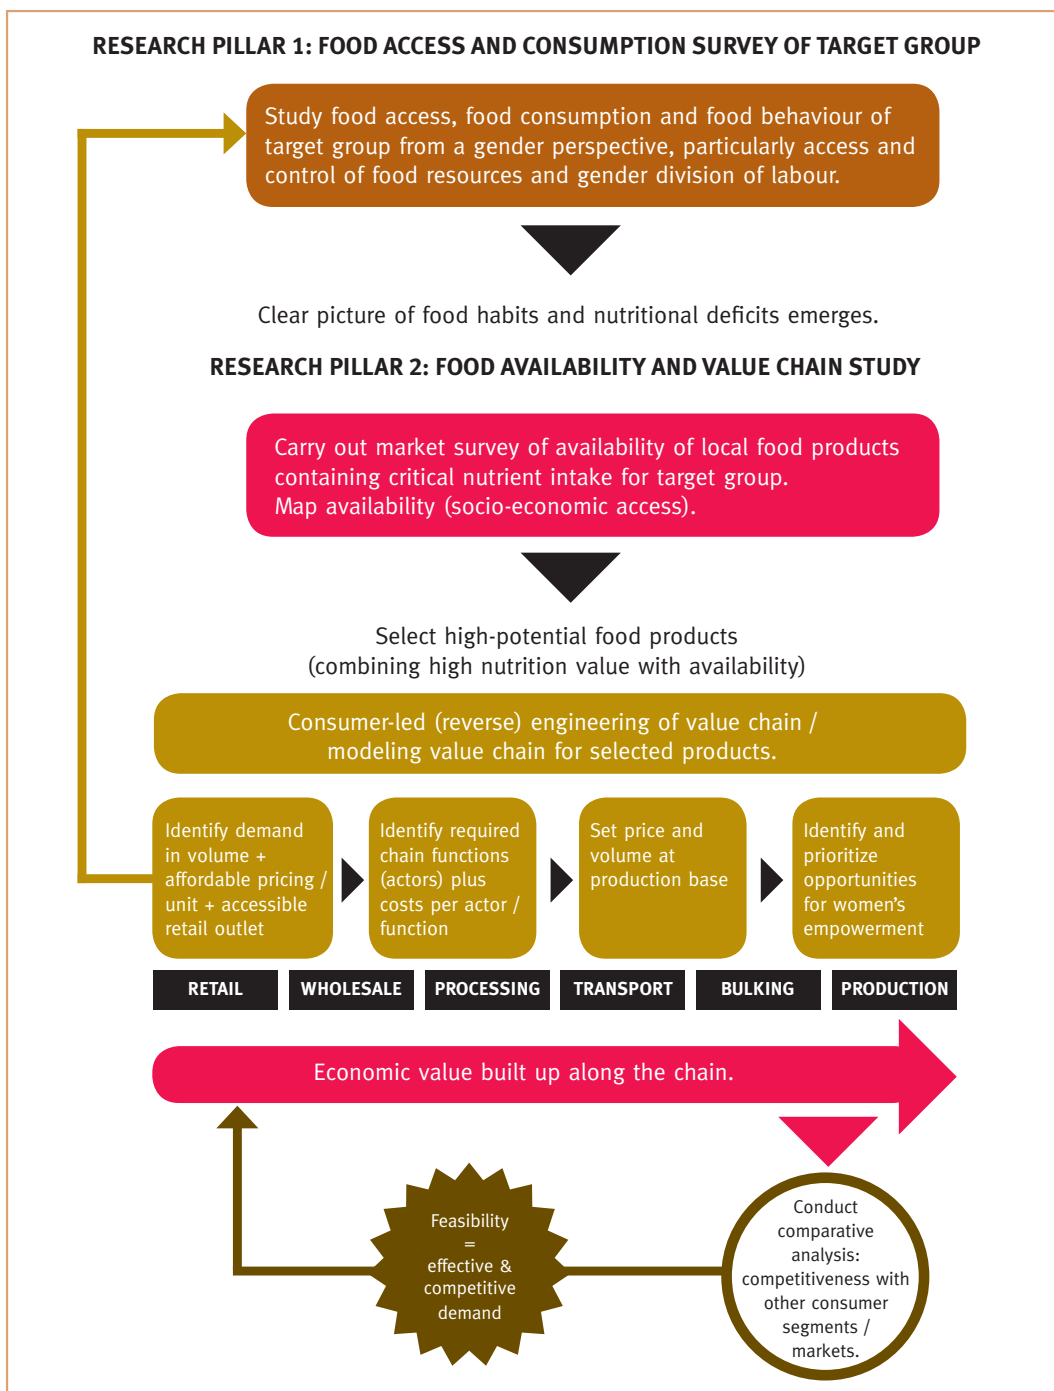 RESEARCH PILLAR 1: FOOD ACCESS AND CONSUMPTION SURVEY OF TARGET GROUP
Study food access, food consumption and food behaviour of
target group from a gender perspective, particularly access and
control of food resources and gender division of labour.
Clear picture of food habits and nutritional deficits emerges.
RESEARCH PILLAR 2: FOOD AVAILABILITY AND VALUE CHAIN STUDY
Carry out market survey of availability of local food products
containing critical nutrient intake for target group.
Map availability (socio-economic access).
Select high-potential food products
(combining high nutrition value with availability)
Consumer-led (reverse) engineering of value chain /
modeling value chain for selected products.
Identify demand
in volume +
affordable pricing /
unit + accessible
retail outlet
Identify required
chain functions
(actors) plus
costs per actor /
function
Set price and
volume at
production base
Identify and
prioritize
opportunities
for women's
empowerment
RETAIL
WHOLESALE
PROCESSING
TRANSPORT
BULKING
PRODUCTION
Economic value built up along the chain.
Feasibility
=
effective &
competitive
demand
Conduct
comparative
analysis:
competitiveness with
other consumer
segments /
markets.